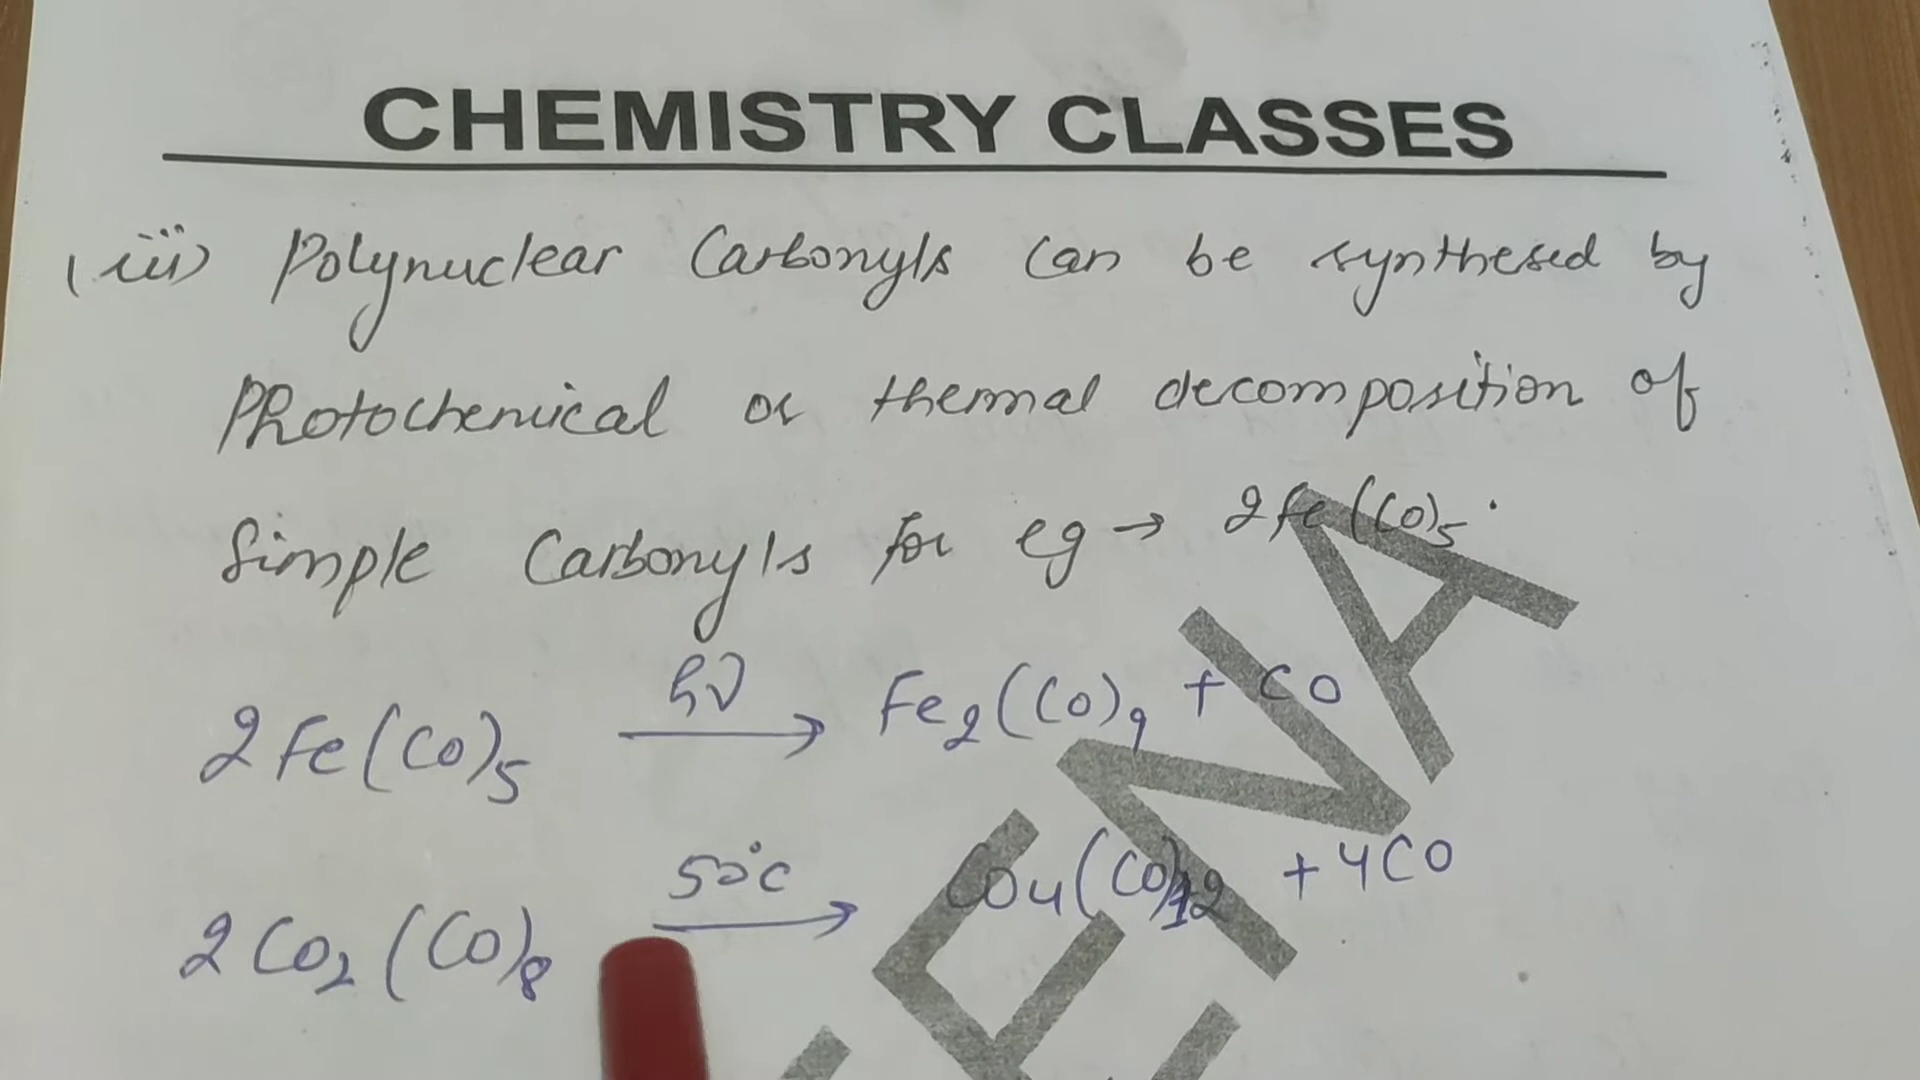 CHEMISTRY CLASSES
(iii) Polynuclear Carbonyls can be synthesed by
Photochemical or thermal decomposition of
Simple Carbonyls for eg → 2Fe(CO)5
2Fe(CO)5 hν → Fe2(CO)9 + CO
2Co2(CO)8 50°C → Co4(CO)12 + 4CO
ENA